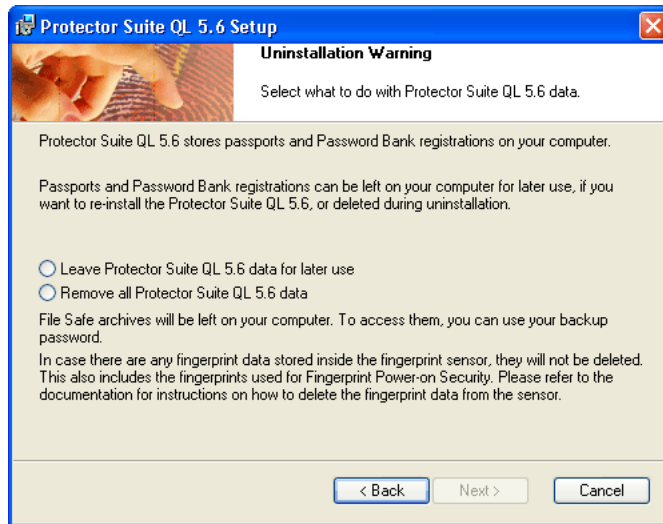 Protector Suite QL 5.6 Setup
Uninstallation Warning
Select what to do with Protector Suite QL 5.6 data.
Protector Suite QL 5.6 stores passports and Password Bank registrations on your computer.
Passports and Password Bank registrations can be left on your computer for later use, if you
want to re-install the Protector Suite QL 5.6, or deleted during uninstallation.
Leave Protector Suite QL 5.6 data for later use
Remove all Protector Suite QL 5.6 data
File Safe archives will be left on your computer. To access them, you can use your backup
password.
In case there are any fingerprint data stored inside the fingerprint sensor, they will not be deleted.
This also includes the fingerprints used for Fingerprint Power-on Security. Please refer to the
documentation for instructions on how to delete the fingerprint data from the sensor.
< Back Next > Cancel